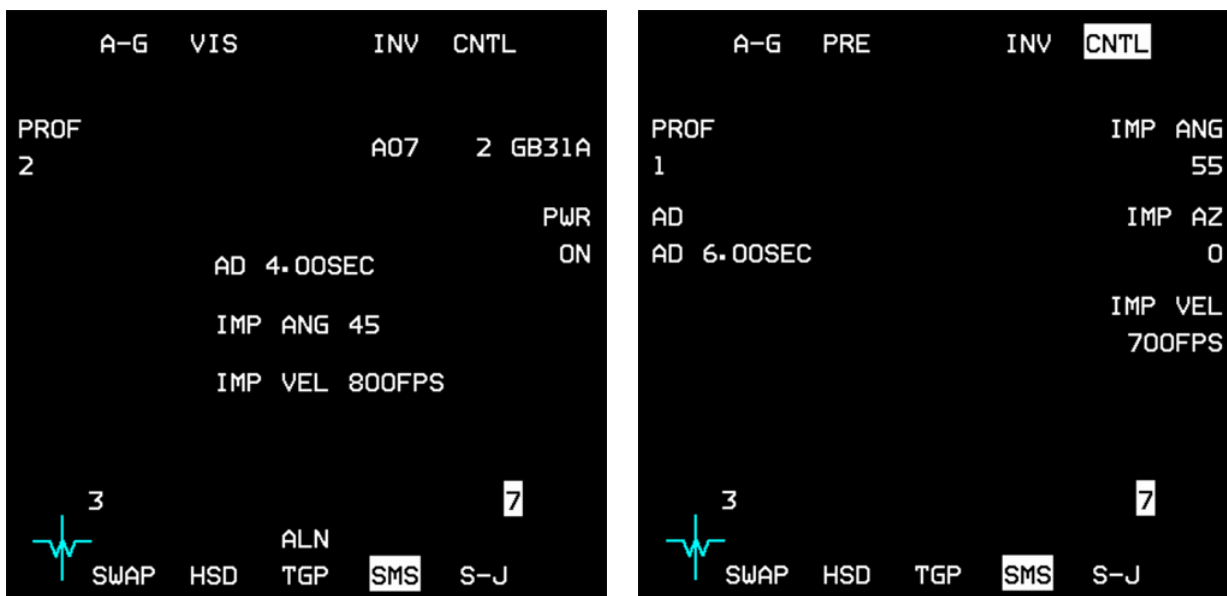 A-G VIS INV CNTL
PROF
2
A07 2 GB31A
PWR
ON
AD 4.00SEC
IMP ANG 45
IMP VEL 800FPS
3 7
ALN
SWAP HSD TGP SMS S-J
A-G PRE INV CNTL
PROF IMP ANG
1 55
AD IMP AZ
AD 6.00SEC 0
IMP VEL
700FPS
3 7
SWAP HSD TGP SMS S-J